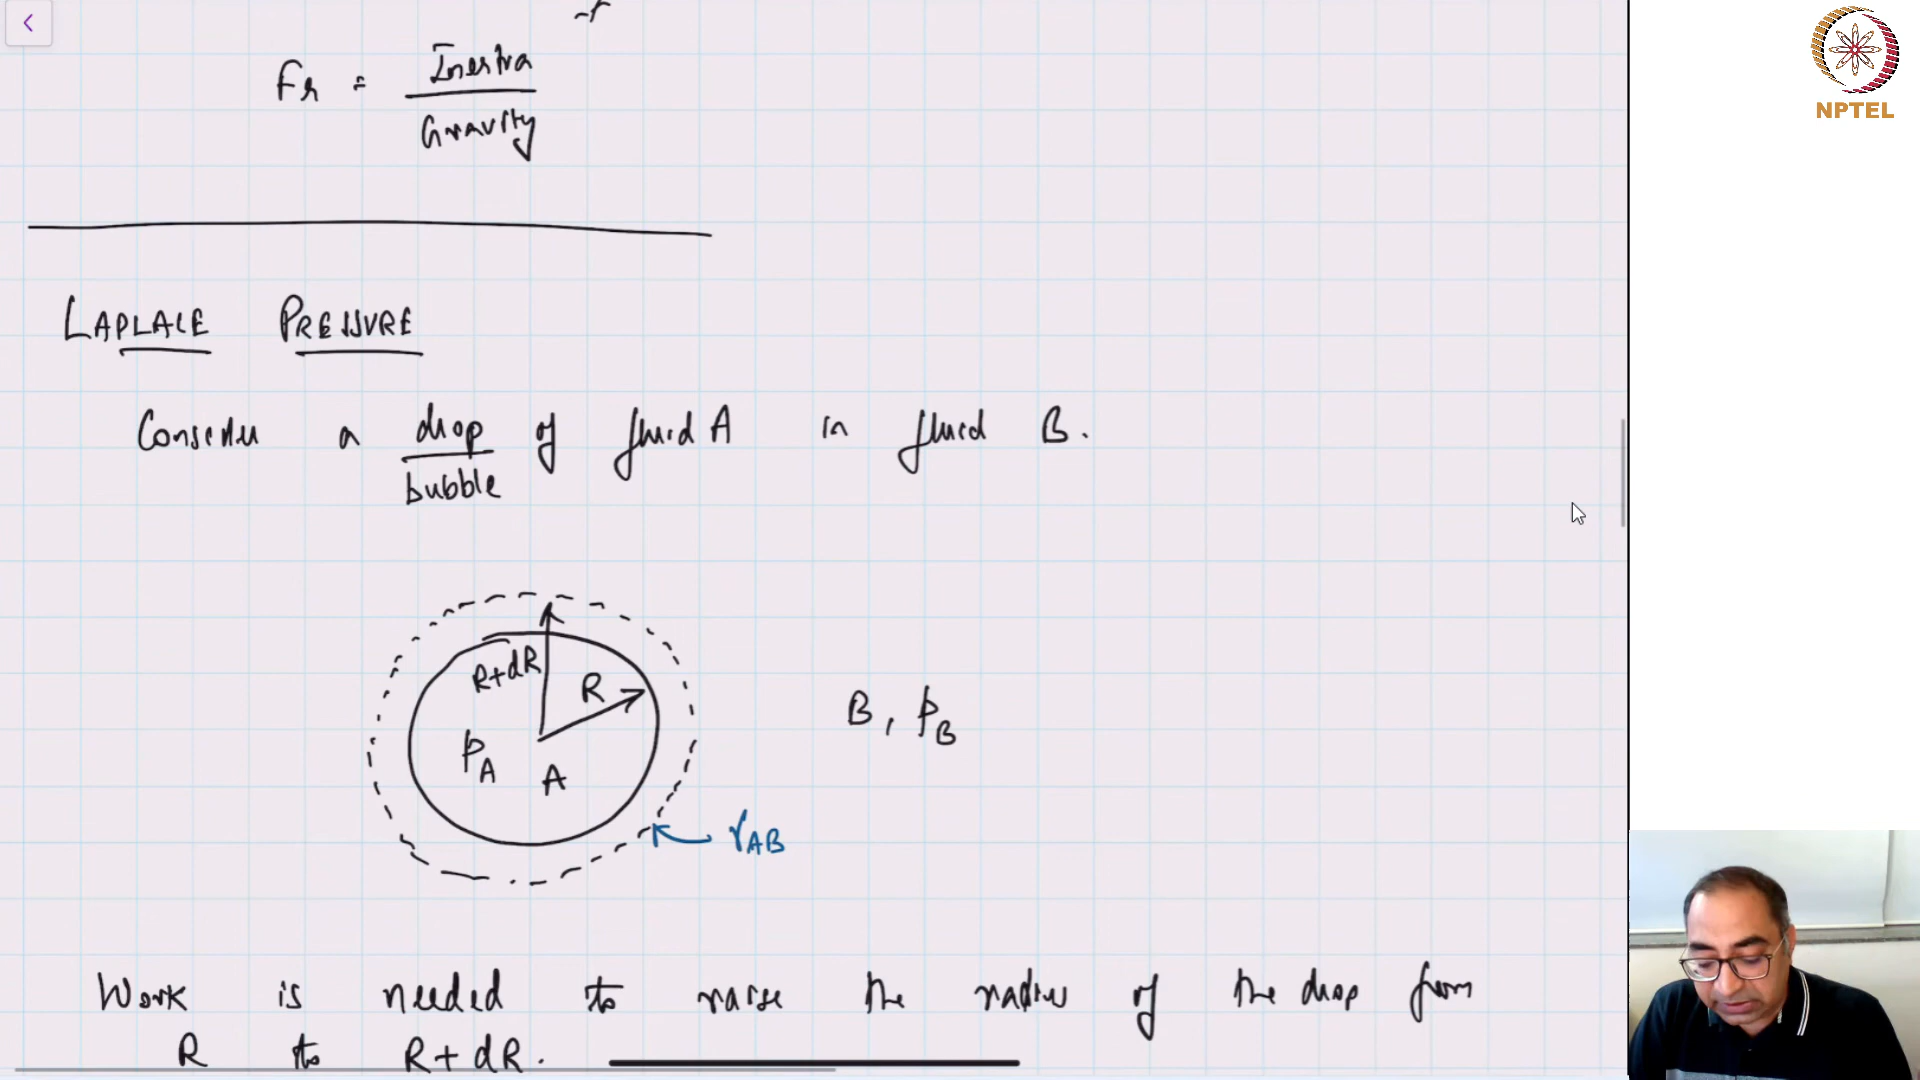 Fr = Inertia
Gravity
LAPLACE PRESSURE
Consider a drop of fluid A in fluid B.
bubble
R+dR
R
B, pB
pA
A
γAB
Work is needed to raise the radius of the drop from
R to R+dR.
NPTEL